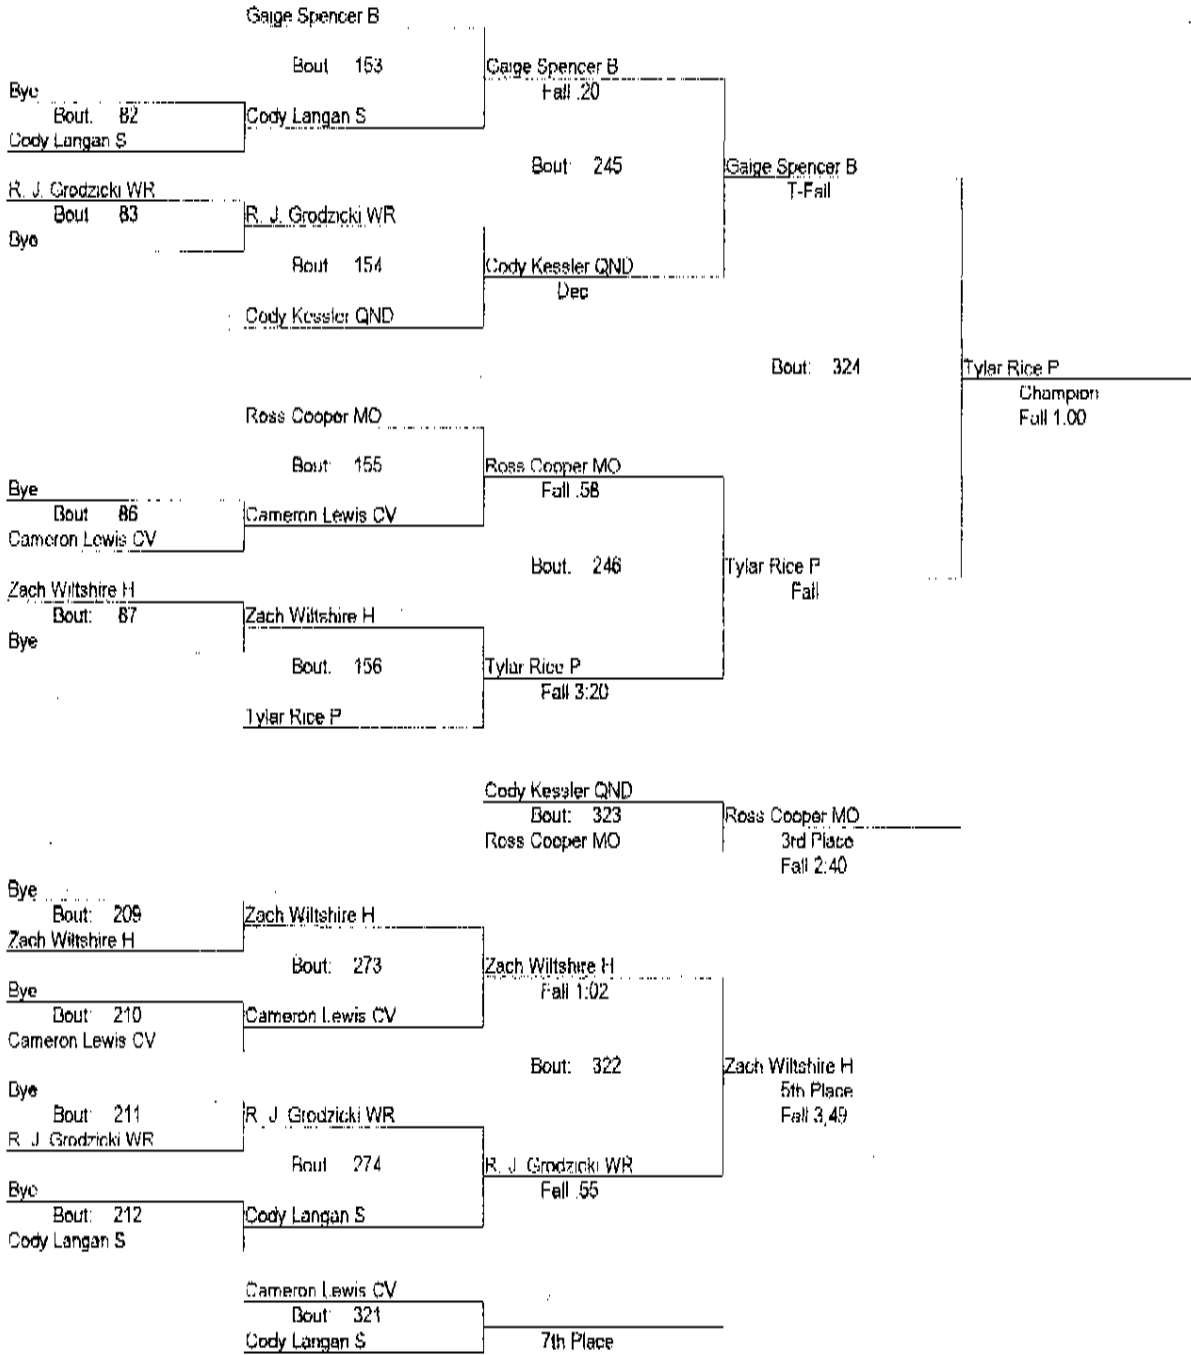 Gaige Spencer B
Bout 153
Gaige Spencer B
Fall .20
Bye
Bout. 82
Cody Langan S
Cody Langan S
Bout: 245
Gaige Spencer B
T-Fall
R. J. Grodzicki WR
Bout 83
R. J. Grodzicki WR
Bye
Bout 154
Cody Kessler QND
Dec
Cody Kessler QND
Bout: 324
Tylar Rice P
Champion
Fall 1.00
Ross Cooper MO
Bout 155
Ross Cooper MO
Fall .58
Bye
Bout 86
Cameron Lewis CV
Cameron Lewis CV
Bout. 246
Tylar Rice P
Fall
Zach Wiltshire H
Bout: 87
Zach Wiltshire H
Bye
Bout. 156
Tylar Rice P
Fall 3:20
Tylar Rice P
Cody Kessler QND
Bout: 323
Ross Cooper MO
Ross Cooper MO
3rd Place
Fall 2:40
Bye
Bout: 209
Zach Wiltshire H
Zach Wiltshire H
Bout: 273
Zach Wiltshire H
Fall 1:02
Bye
Bout: 210
Cameron Lewis CV
Cameron Lewis CV
Bout: 322
Zach Wiltshire H
5th Place
Fall 3,49
Bye
Bout 211
R. J. Grodzicki WR
R. J. Grodzicki WR
Bout 274
R. J. Grodzicki WR
Fall .55
Bye
Bout: 212
Cody Langan S
Cody Langan S
Cameron Lewis CV
Bout 321
Cody Langan S
7th Place